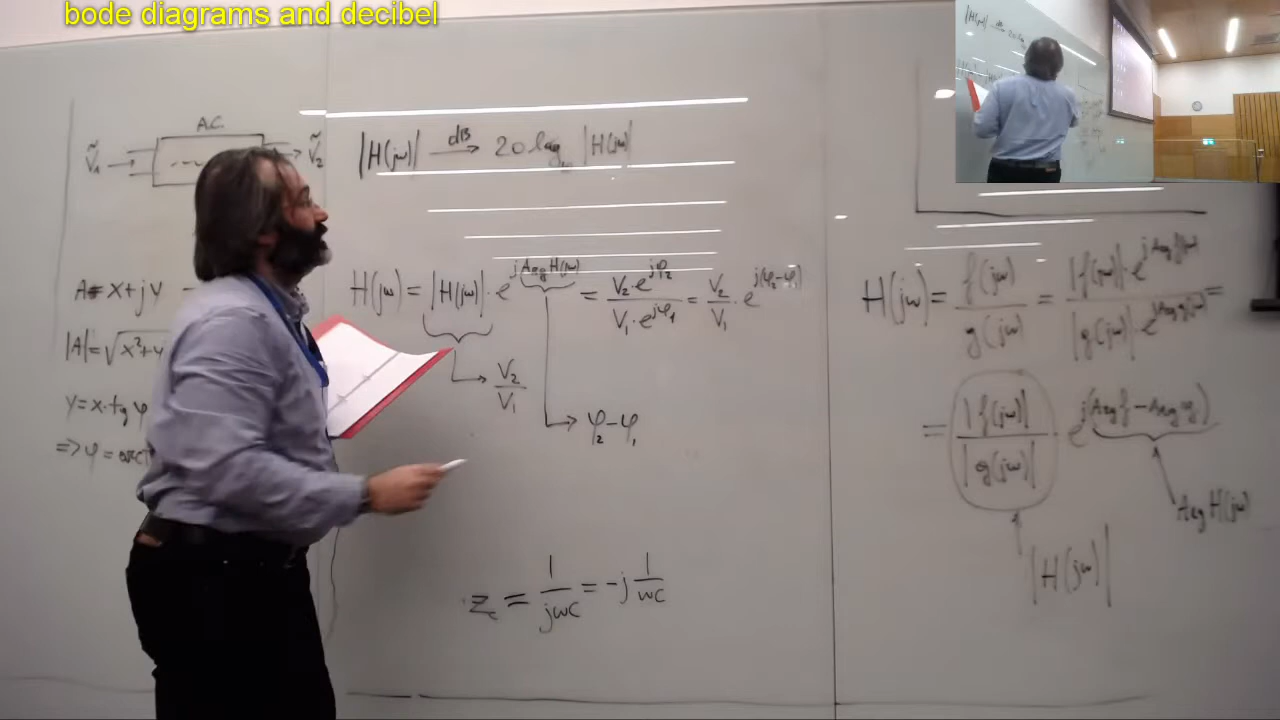 bode diagrams and decibel
A.C.
Ṽ₁ Ṽ₂
|H(jω)| dB→ 20 log₁₀ |H(jω)|
A = x + jy
|A| = √x²+y
y = x·tg φ
⇒ φ = arct
H(jω) = |H(jω)| · e^{j Arg H(jω)} = V₂·e^{jφ₂} / V₁·e^{jφ₁} = V₂/V₁ · e^{j(φ₂-φ₁)}
V₂/V₁
φ₂-φ₁
Z_c = 1/jωC = -j 1/ωC
H(jω) = f(jω)/g(jω) = |f(jω)|·e^{j Arg f(jω)} / |g(jω)|·e^{j Arg g(jω)} =
= |f(jω)|/|g(jω)| e^{j(Arg f - Arg g)}
Arg H(jω)
|H(jω)|